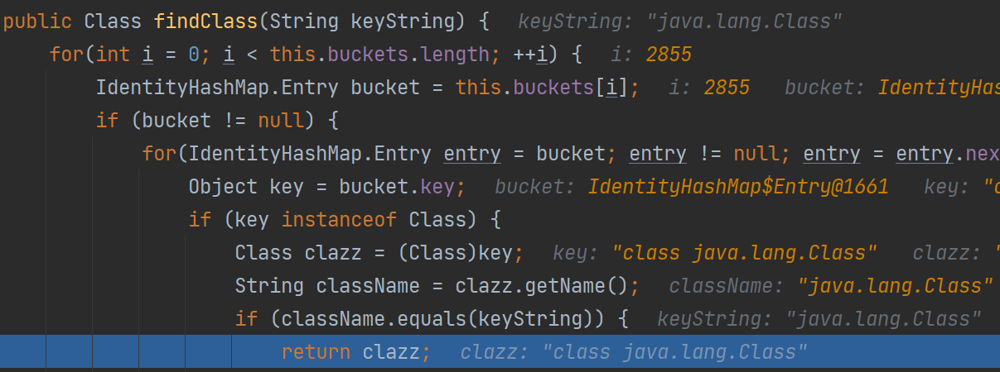 public Class findClass(String keyString) { keyString: "java.lang.Class"
for(int i = 0; i < this.buckets.length; ++i) { i: 2855
IdentityHashMap.Entry bucket = this.buckets[i]; i: 2855 bucket: IdentityHas
if (bucket != null) {
for(IdentityHashMap.Entry entry = bucket; entry != null; entry = entry.nex
Object key = bucket.key; bucket: IdentityHashMap$Entry@1661 key: "c
if (key instanceof Class) {
Class clazz = (Class)key; key: "class java.lang.Class" clazz: "
String className = clazz.getName(); className: "java.lang.Class"
if (className.equals(keyString)) { keyString: "java.lang.Class"
return clazz; clazz: "class java.lang.Class"